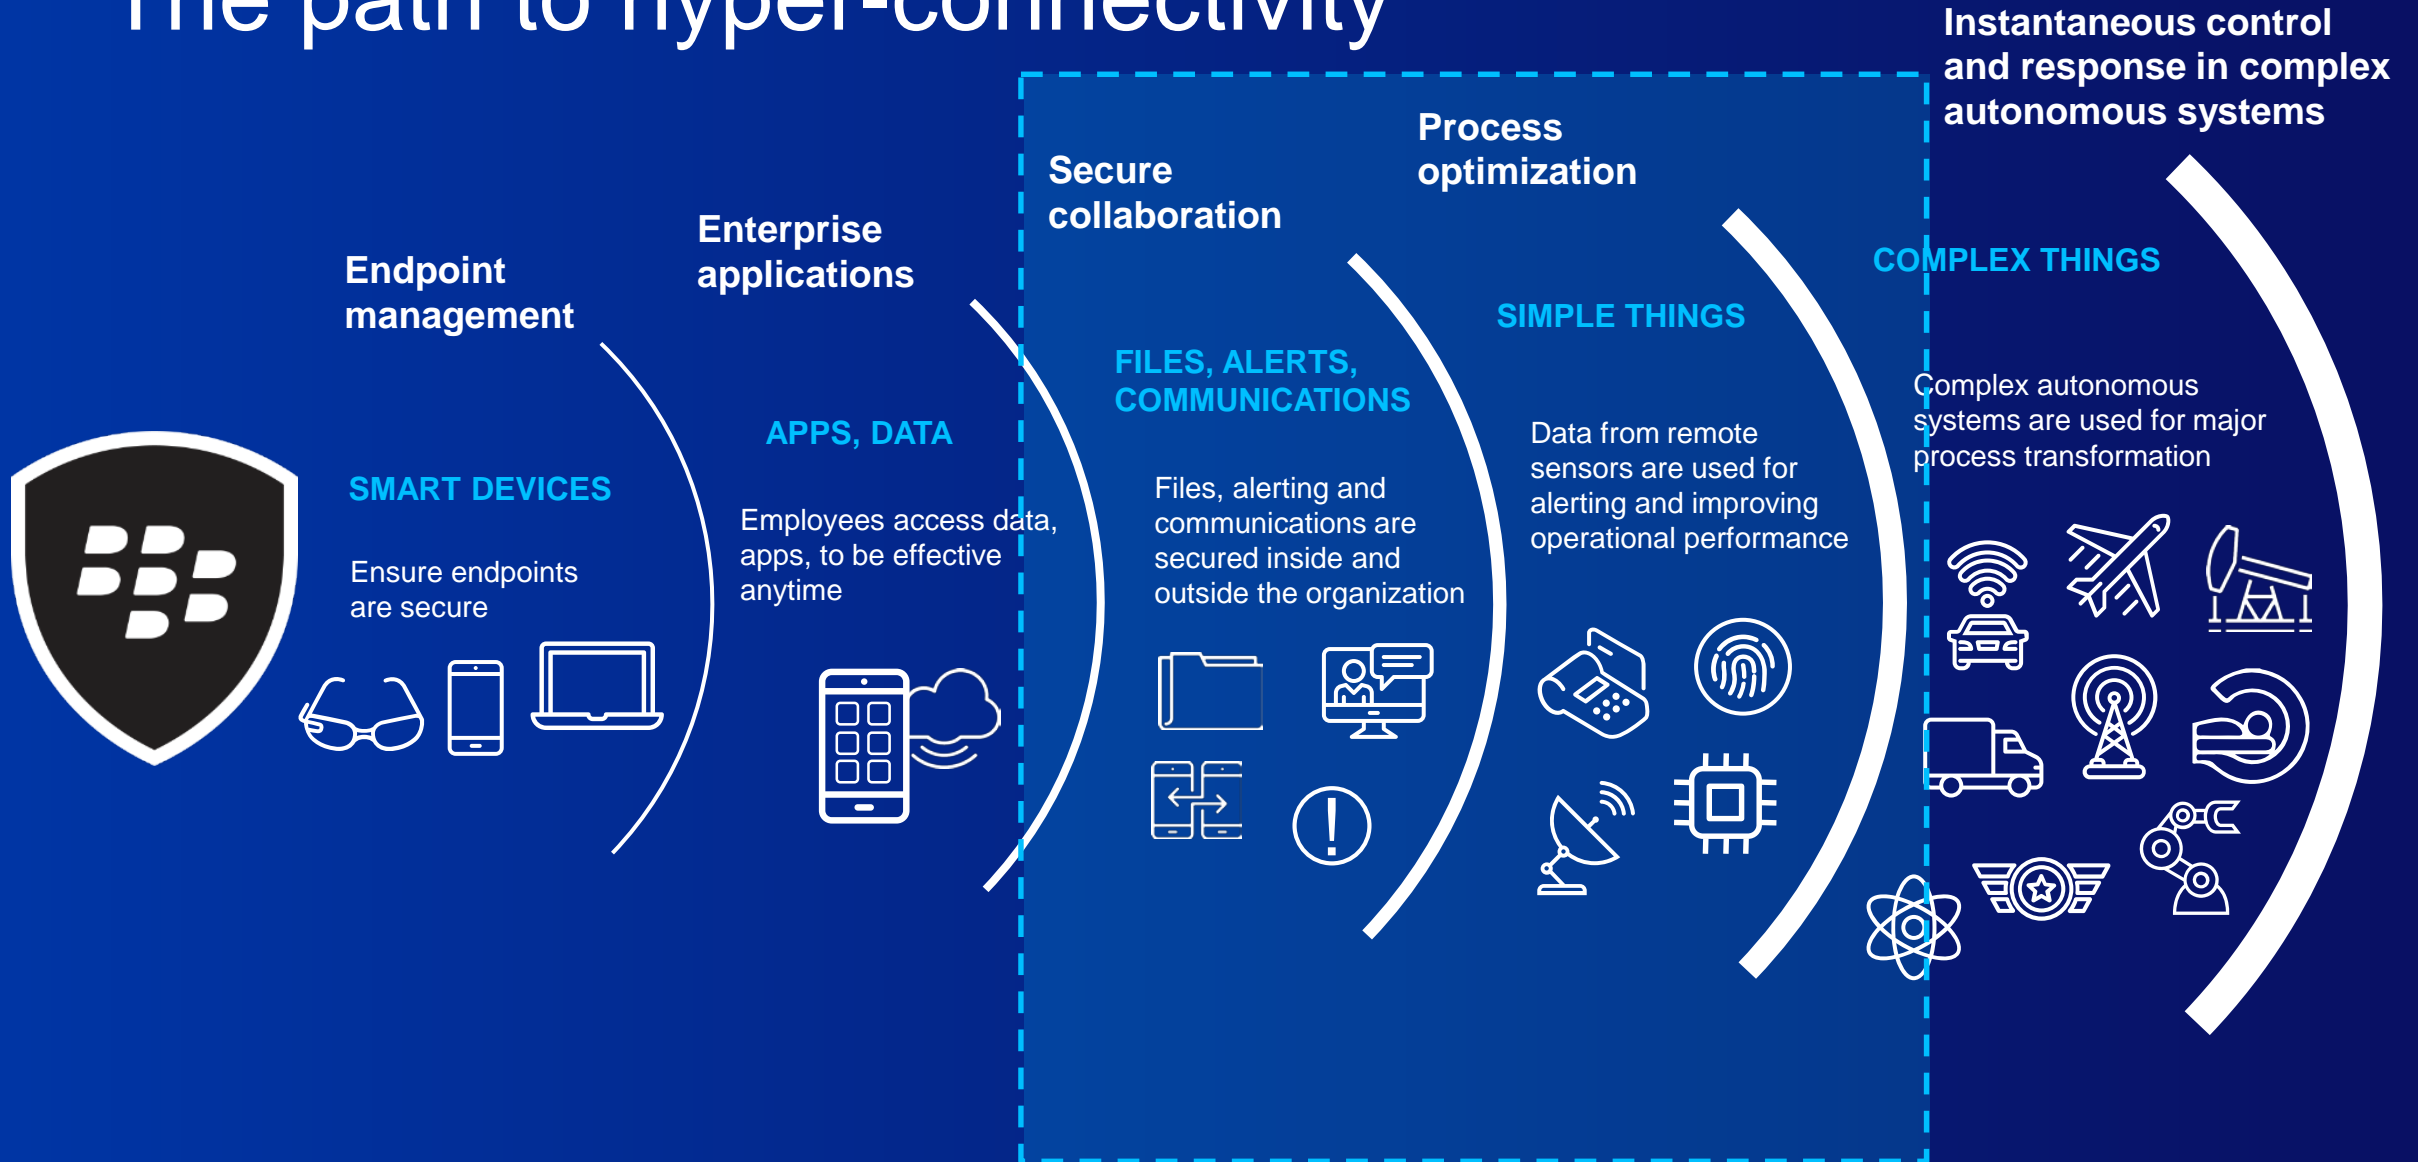 The path to hyper-connectivity
Endpoint
management
SMART DEVICES
Ensure endpoints
are secure
Enterprise
applications
APPS, DATA
Employees access data,
apps, to be effective
anytime
Secure
collaboration
FILES, ALERTS,
COMMUNICATIONS
Files, alerting and
communications are
secured inside and
outside the organization
Process
optimization
SIMPLE THINGS
Data from remote
sensors are used for
alerting and improving
operational performance
Instantaneous control
and response in complex
autonomous systems
COMPLEX THINGS
Complex autonomous
systems are used for major
process transformation